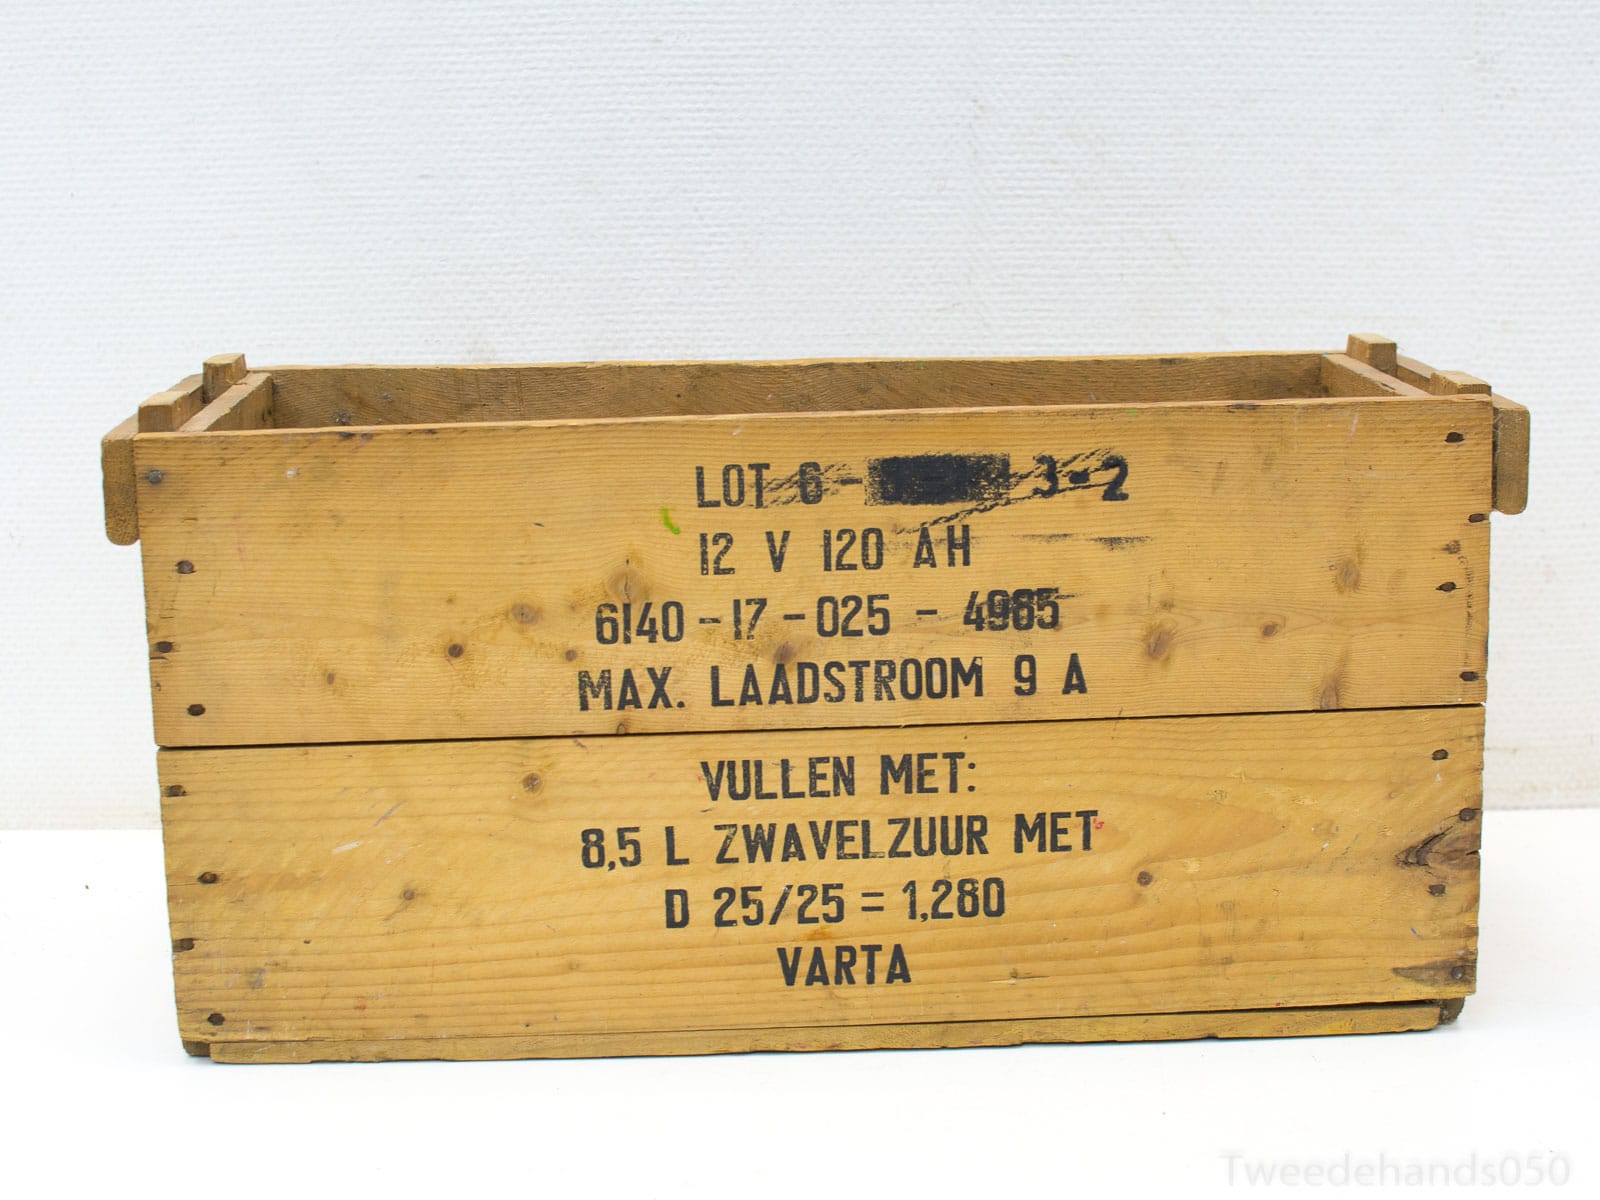 LOT 6 - 3-2
12 V 120 AH
6140-17-025-4965
MAX. LAADSTROOM 9 A
VULLEN MET:
8,5 L ZWAVELZUUR MET
D 25/25 = 1,280
VARTA
Tweedehands050